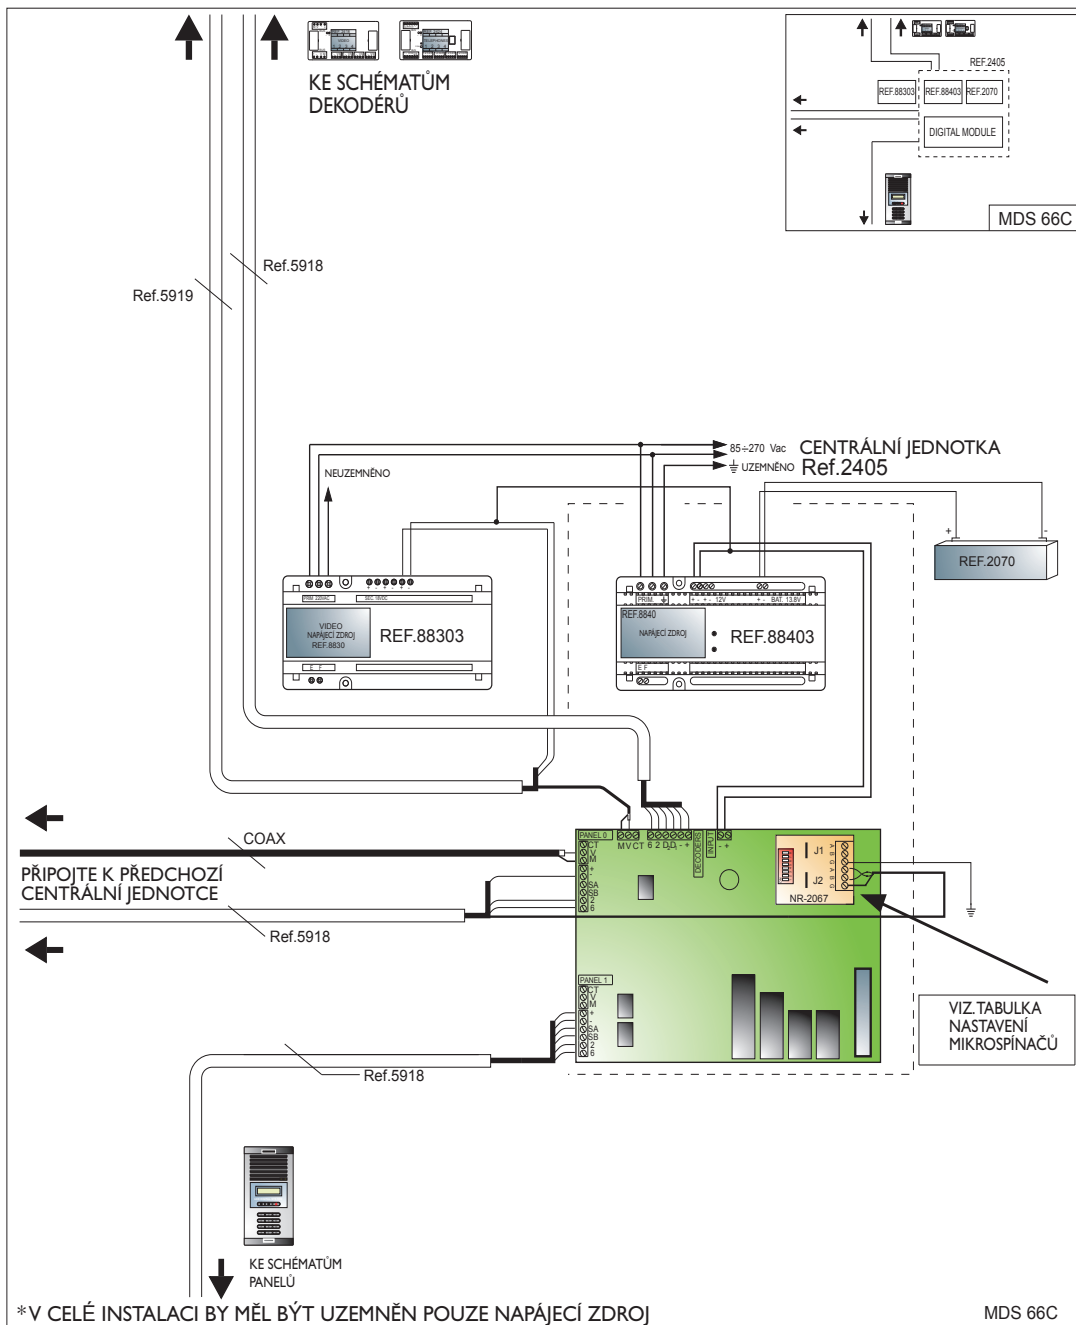 KE SCHÉMATŮM
DEKODÉRŮ
REF.2405
REF.88303
REF.88403
REF.2070
DIGITAL MODULE
MDS 66C
Ref.5918
Ref.5919
85÷270 Vac
UZEMNĚNO
CENTRÁLNÍ JEDNOTKA
Ref.2405
NEUZEMNĚNO
+ -
REF.2070
PRIM. 220VAC
SEC. 18VDC
VIDEO
NAPÁJECÍ ZDROJ
REF.8830
REF.88303
E F
PRIM.
+ - + - 12V
+ - BAT. 13.8V
REF.8840
NAPÁJECÍ ZDROJ
REF.88403
E F
COAX
PŘIPOJTE K PŘEDCHOZÍ
CENTRÁLNÍ JEDNOTCE
Ref.5918
PANEL 0
CT
V
M
+
-
SA
SB
2
6
M V CT
6 2 D D - +
DECODERS
INPUT
- +
J1
J2
A
B
G
A
B
G
NR-2067
PANEL 1
CT
V
M
+
-
SA
SB
2
6
VIZ. TABULKA
NASTAVENÍ
MIKROSPÍNAČŮ
Ref.5918
KE SCHÉMATŮM
PANELŮ
*V CELÉ INSTALACI BY MĚL BÝT UZEMNĚN POUZE NAPÁJECÍ ZDROJ
MDS 66C